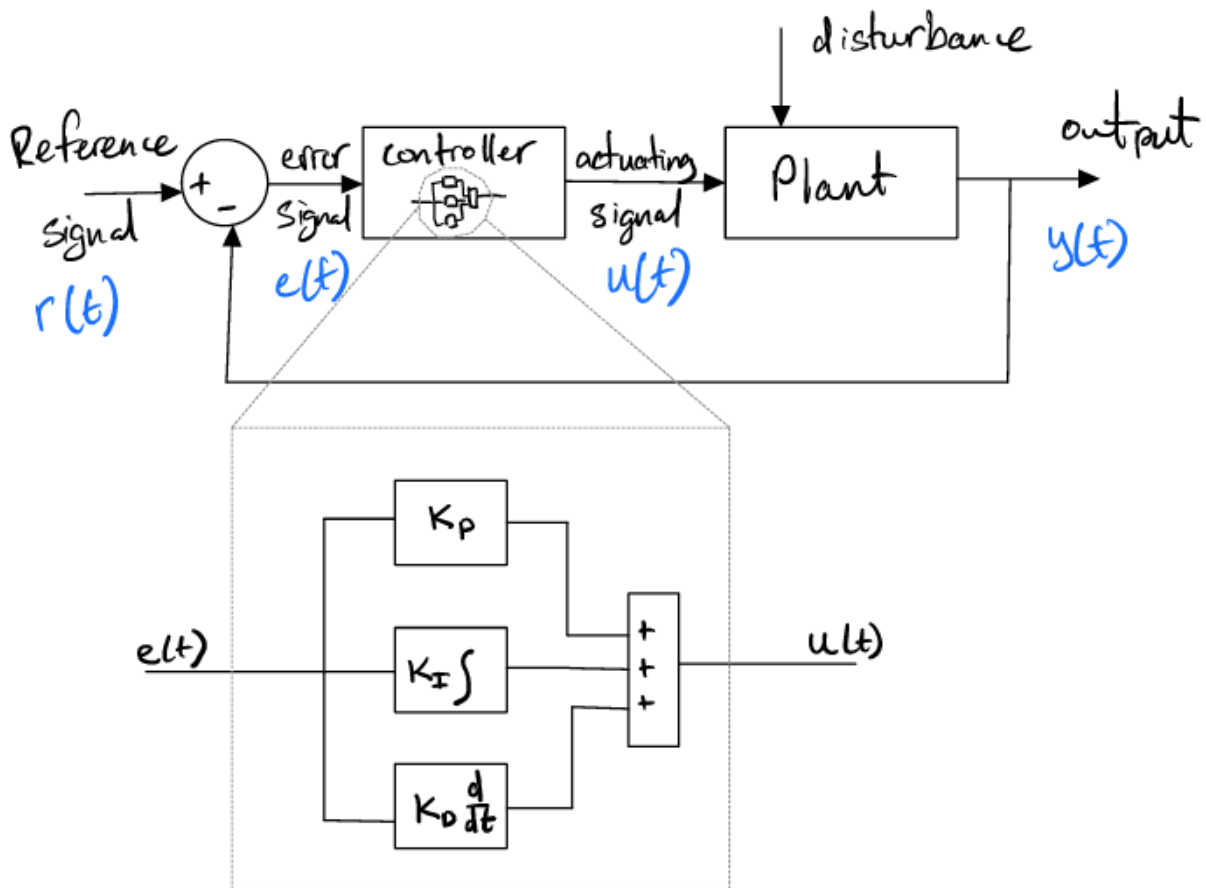 disturbance
Reference
signal
r(t)
+
-
error
signal
e(t)
controller
actuating
signal
u(t)
Plant
output
y(t)
e(t)
Kp
KI∫
KD d/dt
+
+
+
u(t)